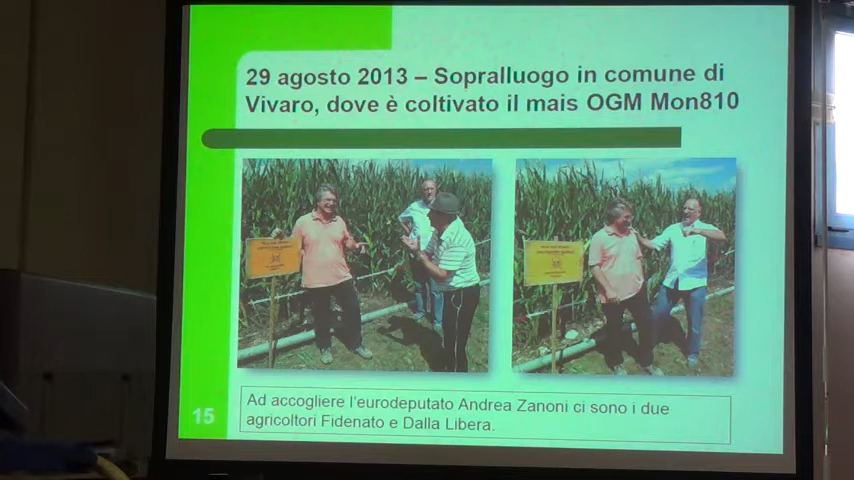 29 agosto 2013 – Sopralluogo in comune di
Vivaro, dove è coltivato il mais OGM Mon810
15
Ad accogliere l'eurodeputato Andrea Zanoni ci sono i due
agricoltori Fidenato e Dalla Libera.